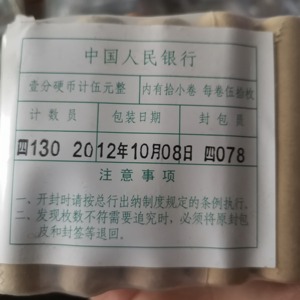 中国人民银行
壹分硬币计伍元整 内有拾小卷 每卷伍拾枚
计数员 包装日期 封包员
四130 2012年10月08日 四078
注意事项
一、开封时请按总行出纳制度规定的条例执行。
二、发现枚数不符需要追究时，必须将原封包
皮和封签等退回。